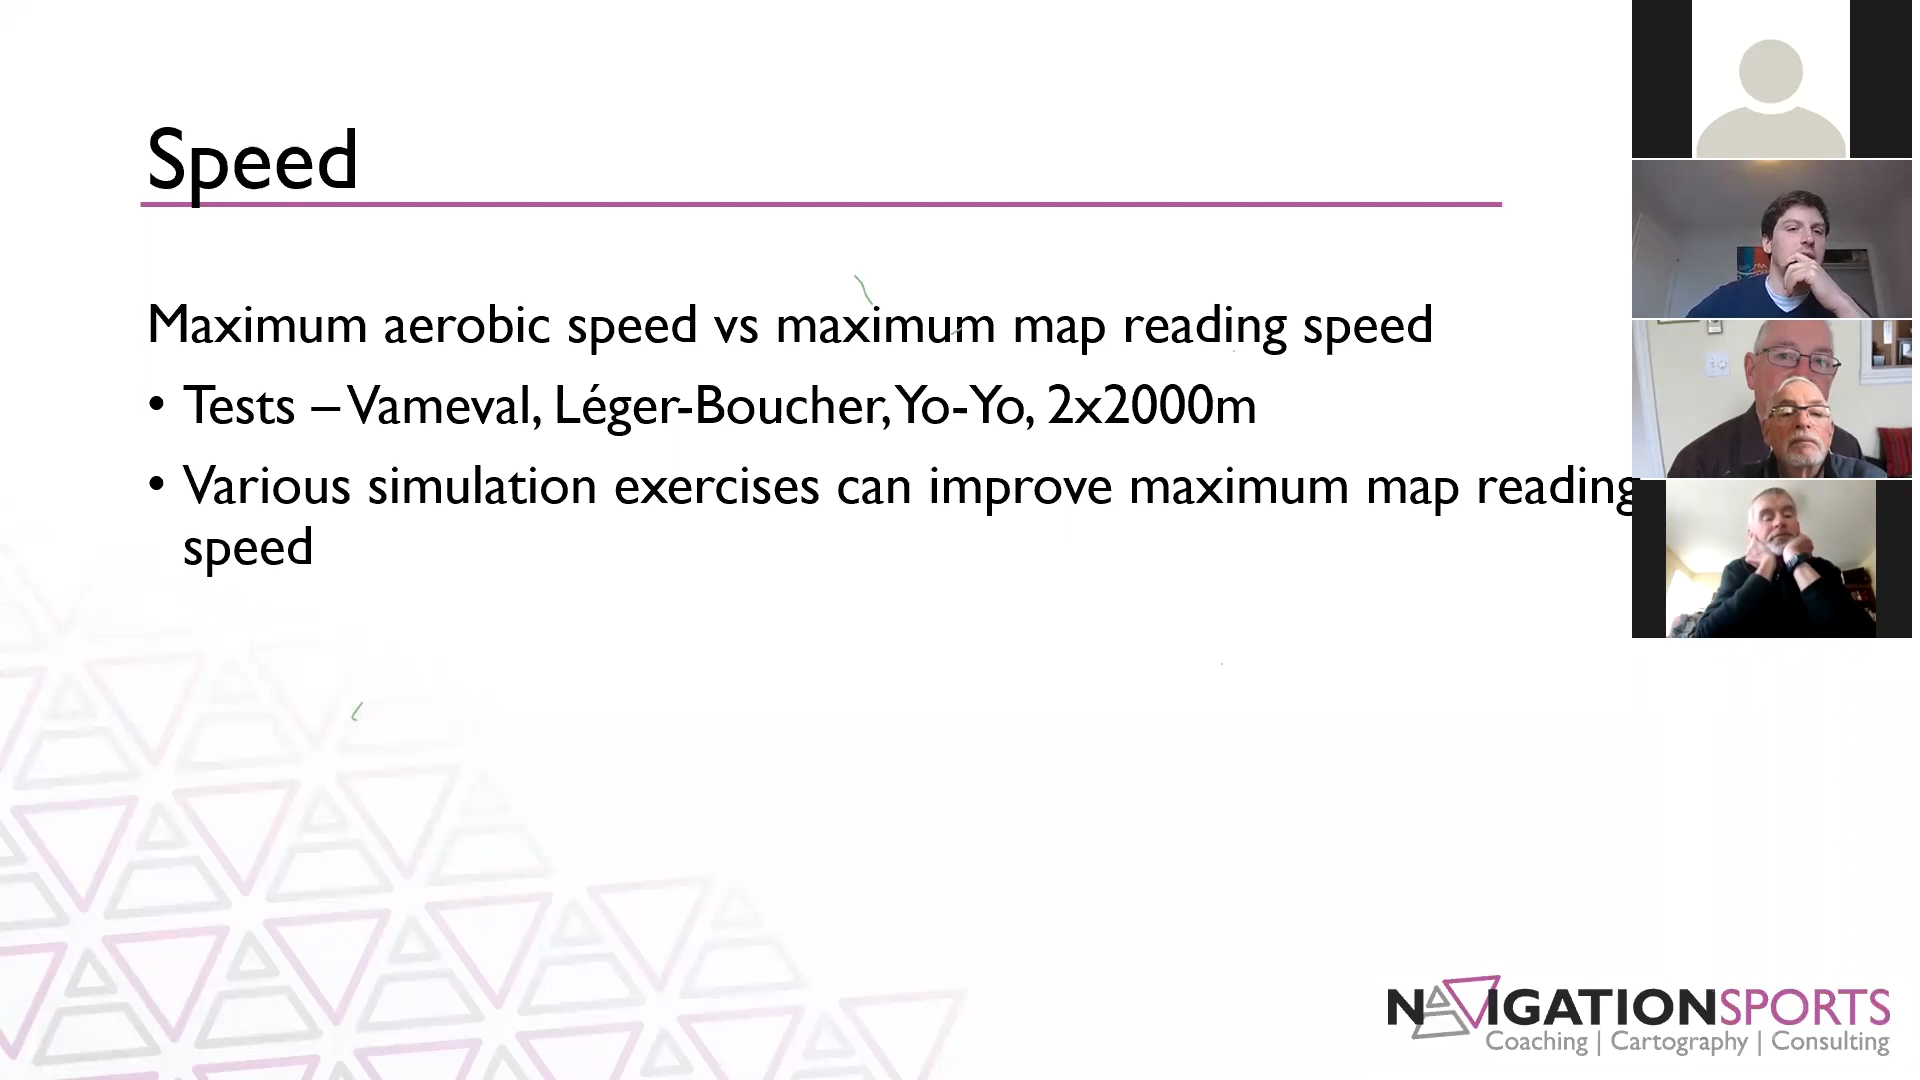 Speed
Maximum aerobic speed vs maximum map reading speed
• Tests – Vameval, Léger-Boucher, Yo-Yo, 2x2000m
• Various simulation exercises can improve maximum map reading
speed
NAVIGATIONSPORTS
Coaching | Cartography | Consulting